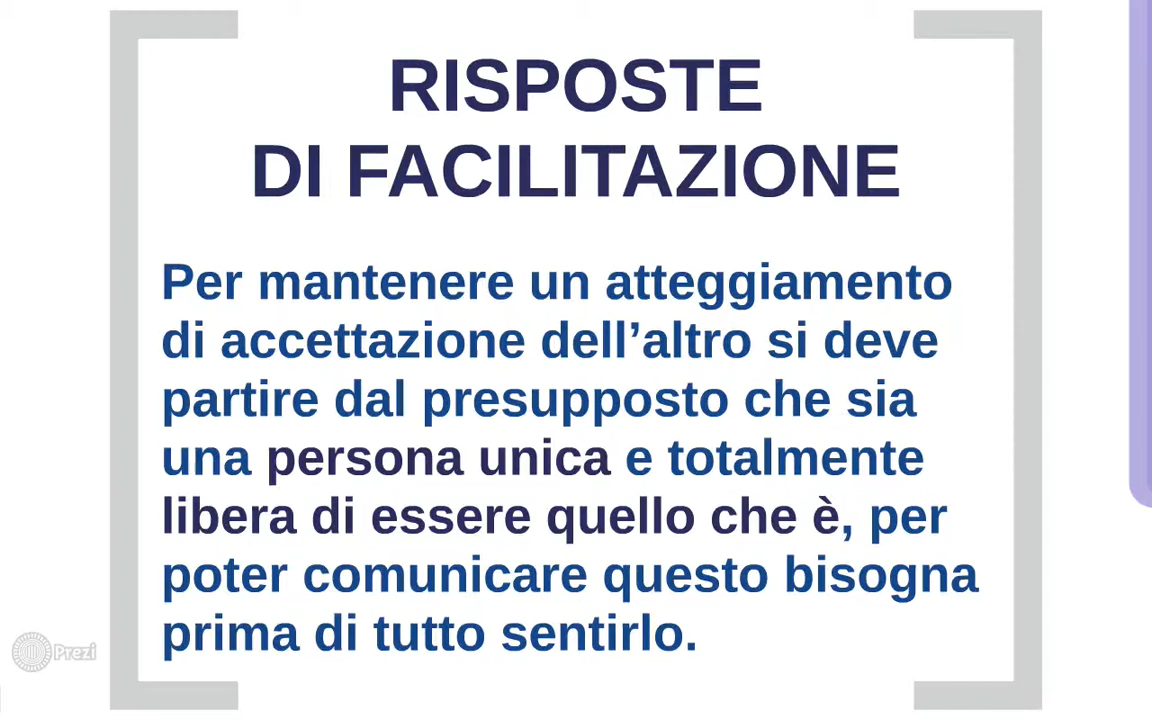 RISPOSTE
DI FACILITAZIONE
Per mantenere un atteggiamento
di accettazione dell’altro si deve
partire dal presupposto che sia
una persona unica e totalmente
libera di essere quello che è, per
poter comunicare questo bisogna
prima di tutto sentirlo.
Prezi